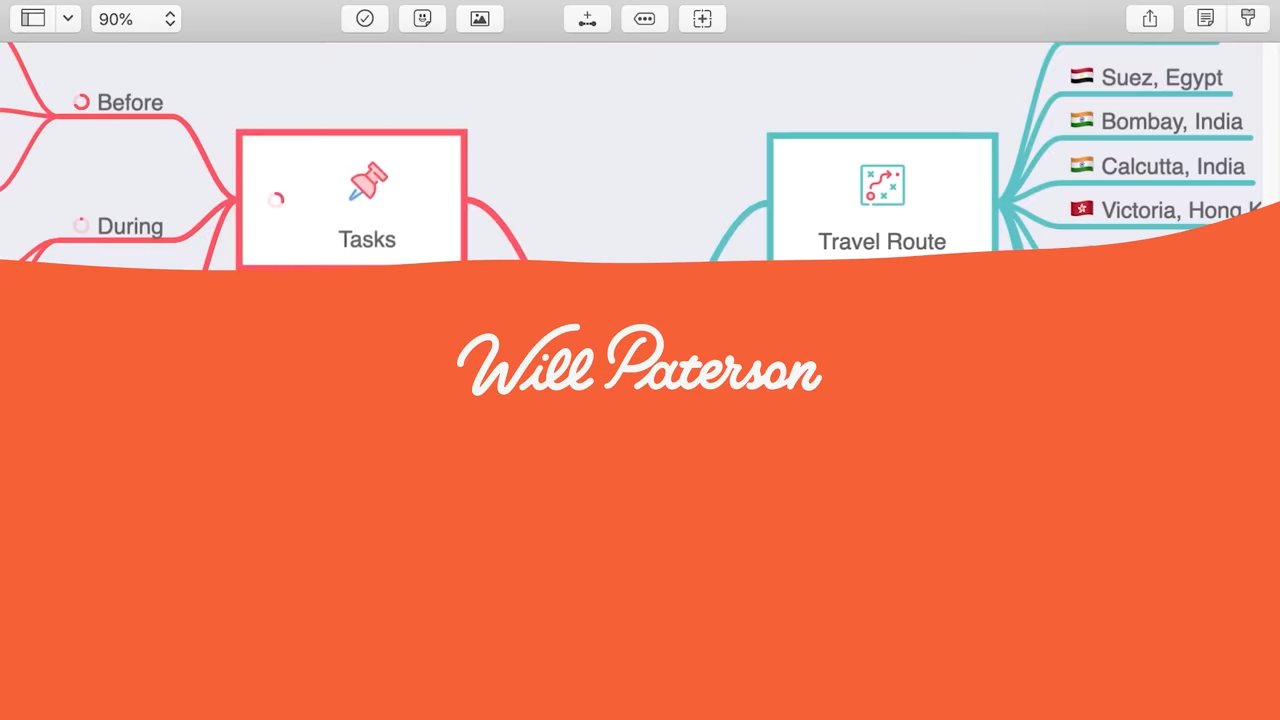 90%
Before
During
Tasks
Travel Route
Suez, Egypt
Bombay, India
Calcutta, India
Victoria, Hong
Will Paterson